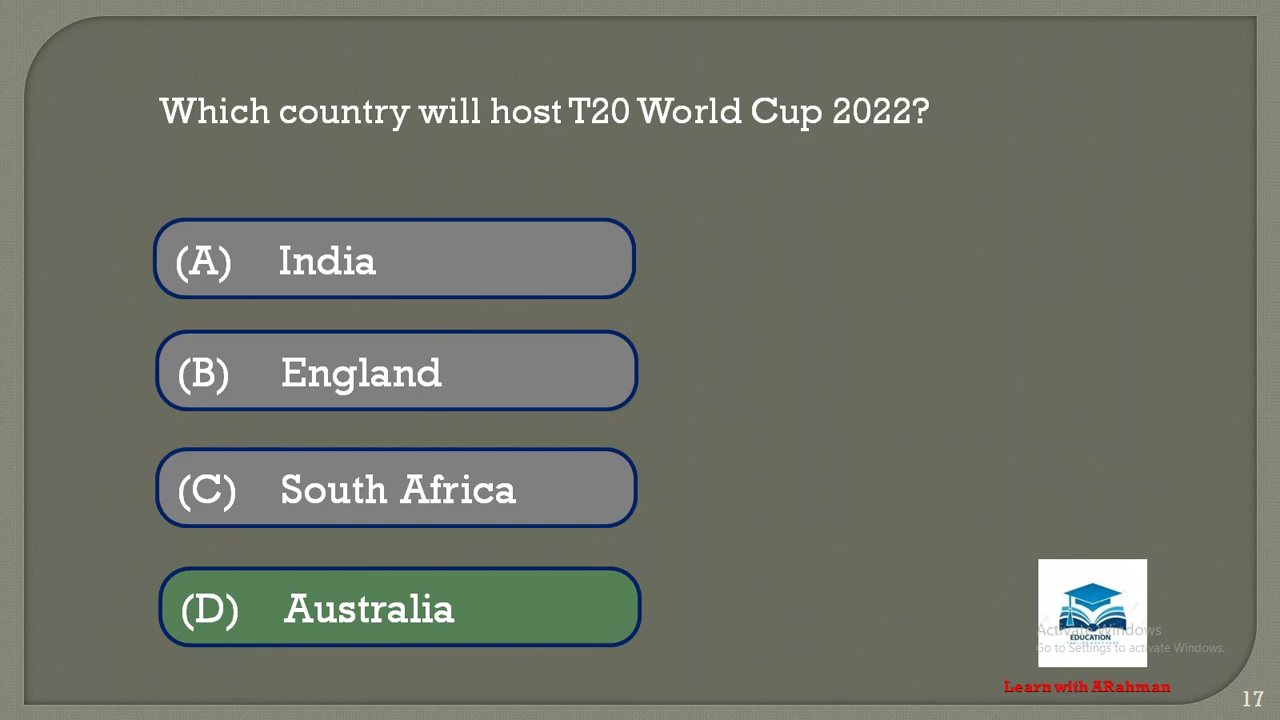 Which country will host T20 World Cup 2022?
(A) India
(B) England
(C) South Africa
(D) Australia
EDUCATION
Activate Windows
Go to Settings to activate Windows.
Learn with ARahman
17